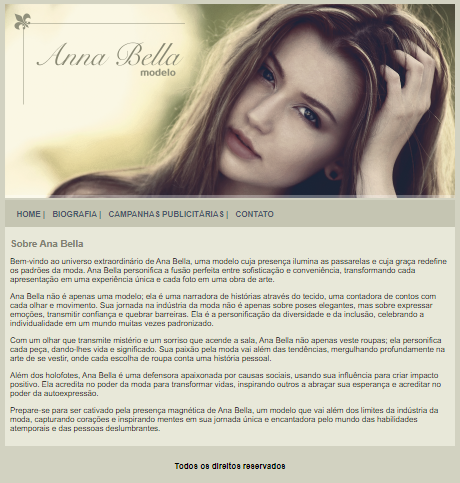 Anna Bella
modelo
HOME | BIOGRAFIA | CAMPANHAS PUBLICITÁRIAS | CONTATO
Sobre Ana Bella
Bem-vindo ao universo extraordinário de Ana Bella, uma modelo cuja presença ilumina as passarelas e cuja graça redefine
os padrões da moda. Ana Bella personifica a fusão perfeita entre sofisticação e conveniência, transformando cada
apresentação em uma experiência única e cada foto em uma obra de arte.
Ana Bella não é apenas uma modelo; ela é uma narradora de histórias através do tecido, uma contadora de contos com
cada olhar e movimento. Sua jornada na indústria da moda não é apenas sobre poses elegantes, mas sobre expressar
emoções, transmitir confiança e quebrar barreiras. Ela é a personificação da diversidade e da inclusão, celebrando a
individualidade em um mundo muitas vezes padronizado.
Com um olhar que transmite mistério e um sorriso que acende a sala, Ana Bella não apenas veste roupas; ela personifica
cada peça, dando-lhes vida e significado. Sua paixão pela moda vai além das tendências, mergulhando profundamente na
arte de se vestir, onde cada escolha de roupa conta uma história pessoal.
Além dos holofotes, Ana Bella é uma defensora apaixonada por causas sociais, usando sua influência para criar impacto
positivo. Ela acredita no poder da moda para transformar vidas, inspirando outros a abraçar sua esperança e acreditar no
poder da autoexpressão.
Prepare-se para ser cativado pela presença magnética de Ana Bella, um modelo que vai além dos limites da indústria da
moda, capturando corações e inspirando mentes em sua jornada única e encantadora pelo mundo das habilidades
atemporais e das pessoas deslumbrantes.
Todos os direitos reservados